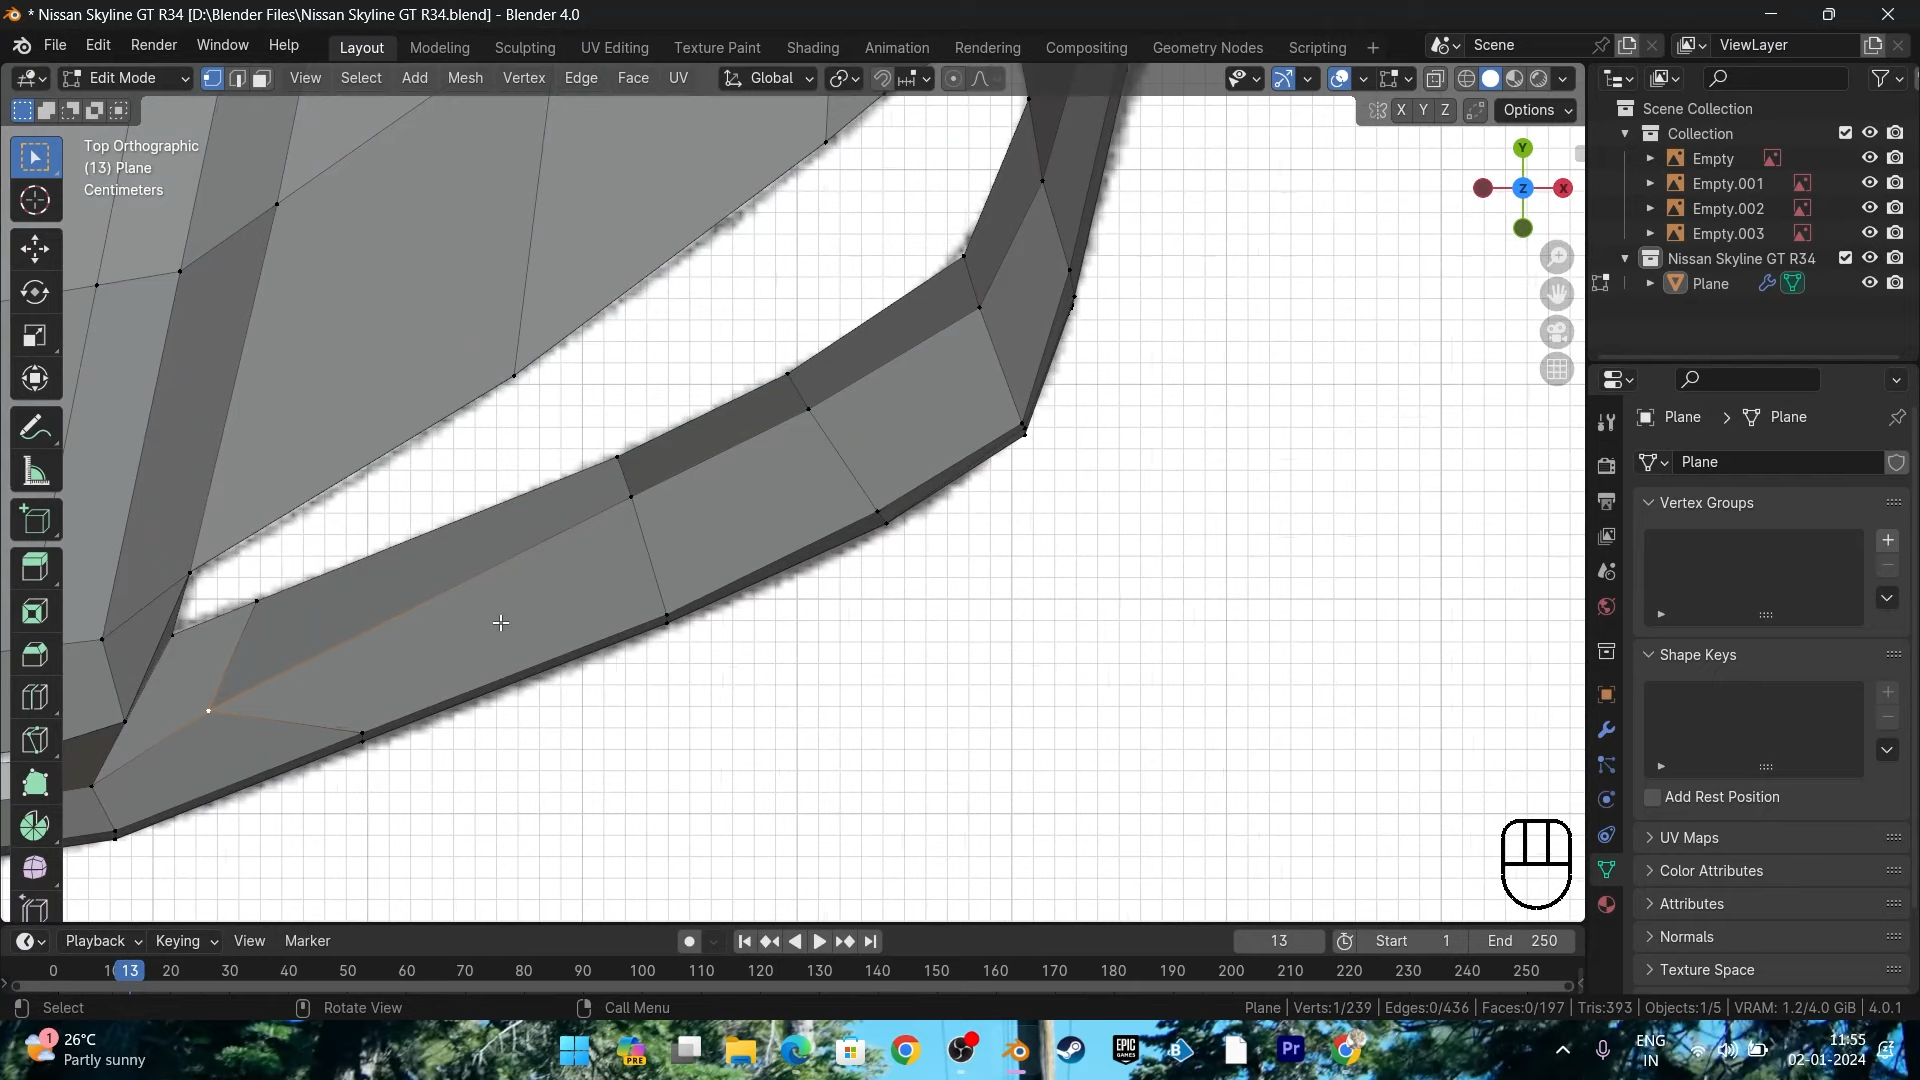 * Nissan Skyline GT R34 [D:\Blender Files\Nissan Skyline GT R34.blend] - Blender 4.0
File Edit Render Window Help
Layout Modeling Sculpting UV Editing Texture Paint Shading Animation Rendering Compositing Geometry Nodes Scripting +
Scene
ViewLayer
Edit Mode View Select Add Mesh Vertex Edge Face UV Global
X Y Z Options
Top Orthographic
(13) Plane
Centimeters
Y
Z
X
Scene Collection
Collection
Empty
Empty.001
Empty.002
Empty.003
Nissan Skyline GT R34
Plane
Plane > Plane
Plane
Vertex Groups
Shape Keys
Add Rest Position
UV Maps
Color Attributes
Attributes
Normals
Texture Space
Playback Keying View Marker
13 Start 1 End 250
0 10 13 20 30 40 50 60 70 80 90 100 110 120 130 140 150 160 170 180 190 200 210 220 230 240 250
Select Rotate View Call Menu
Plane | Verts:1/239 | Edges:0/436 | Faces:0/197 | Tris:393 | Objects:1/5 | VRAM: 1.2/4.0 GiB | 4.0.1
1
26°C
Partly sunny
PRE
EPIC GAMES
B
Pr
ENG
IN
11:55
02-01-2024